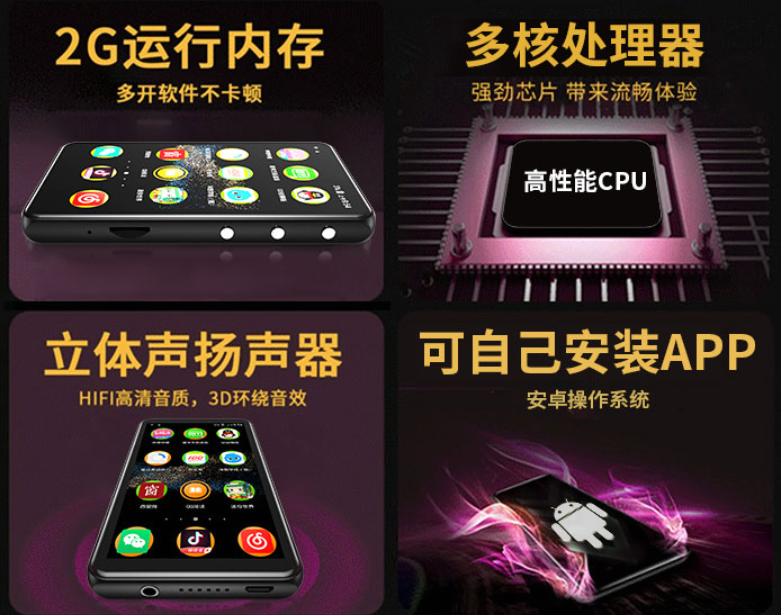 2G运行内存
多开软件不卡顿
多核处理器
强劲芯片 带来流畅体验
高性能CPU
立体声扬声器
HIFI高清音质，3D环绕音效
可自己安装APP
安卓操作系统